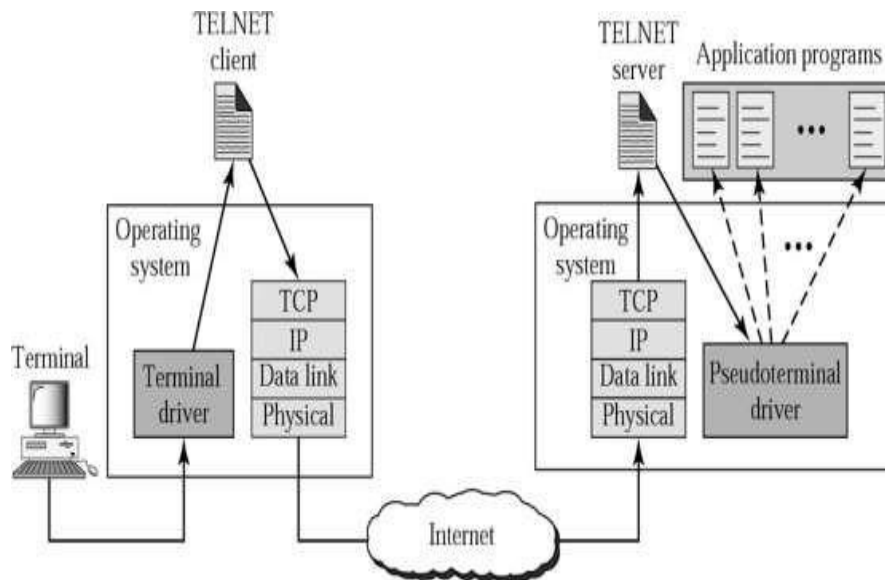 TELNET
client
TELNET
server
Application programs
Operating
system
TCP
IP
Data link
Physical
Terminal
Terminal
driver
Operating
system
TCP
IP
Data link
Physical
Pseudoterminal
driver
Internet